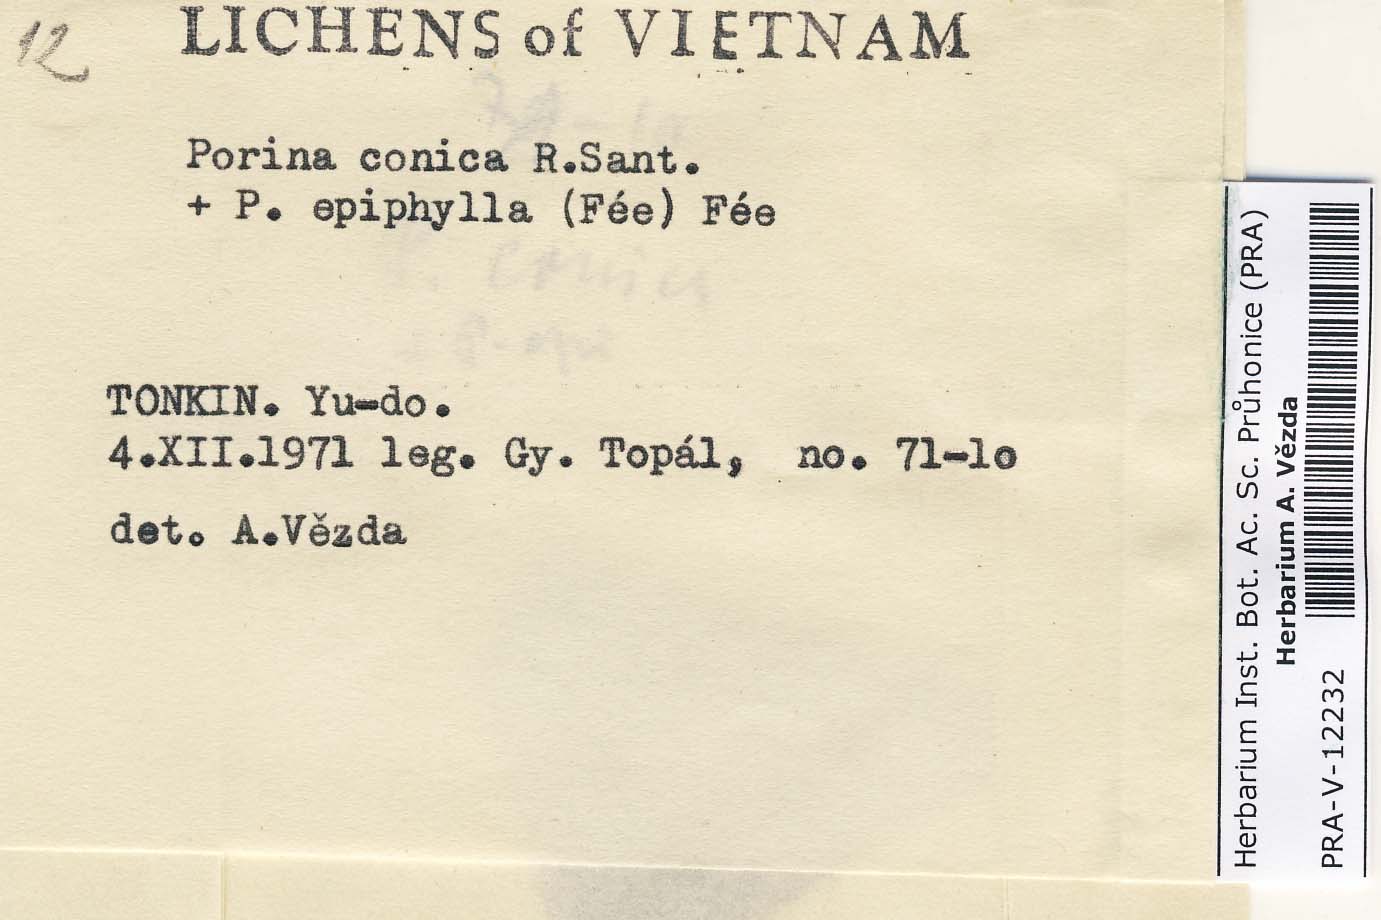 12
LICHENS of VIETNAM
Porina conica R.Sant.
+ P. epiphylla (Fée) Fée
TONKIN. Yu-do.
4.XII.1971 leg. Gy. Topál, no. 71-lo
det. A.Vězda
Herbarium Inst. Bot. Ac. Sc. Průhonice (PRA)
Herbarium A. Vězda
PRA-V-12232